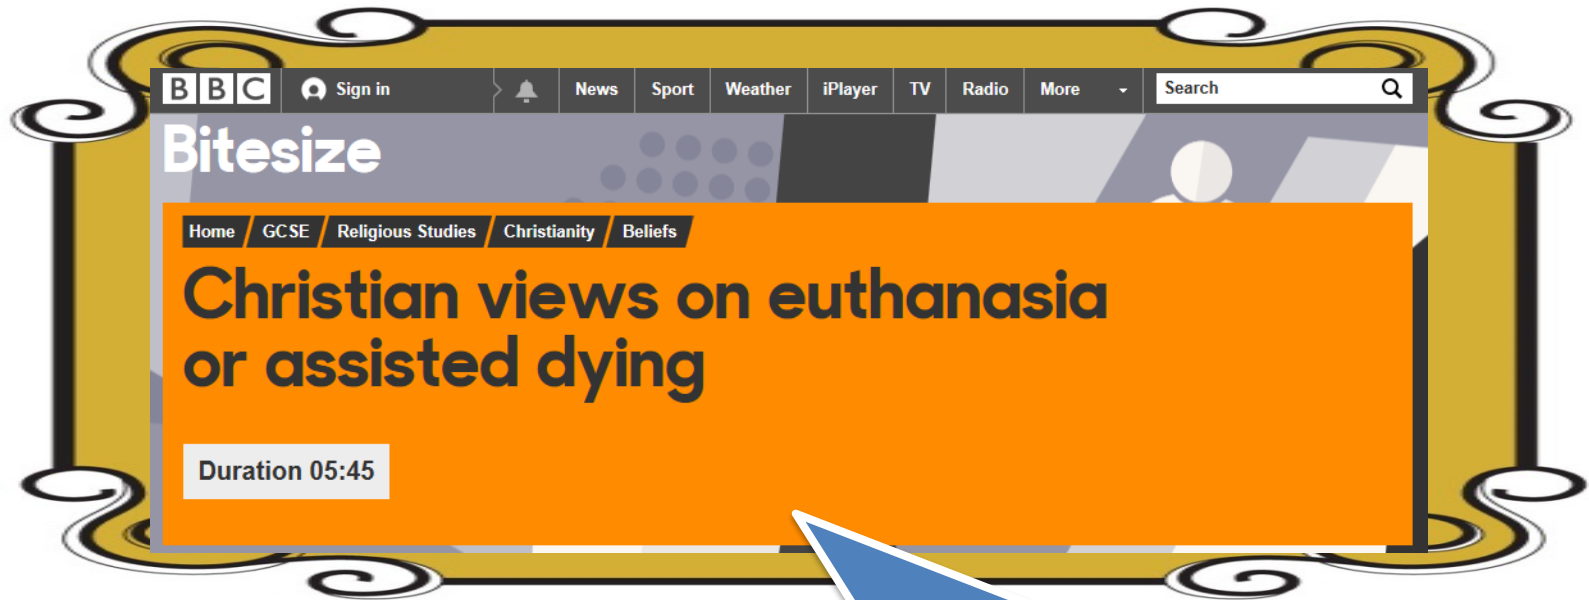 BBC Sign in News Sport Weather iPlayer TV Radio More Search
Bitesize
Home GCSE Religious Studies Christianity Beliefs
Christian views on euthanasia
or assisted dying
Duration 05:45